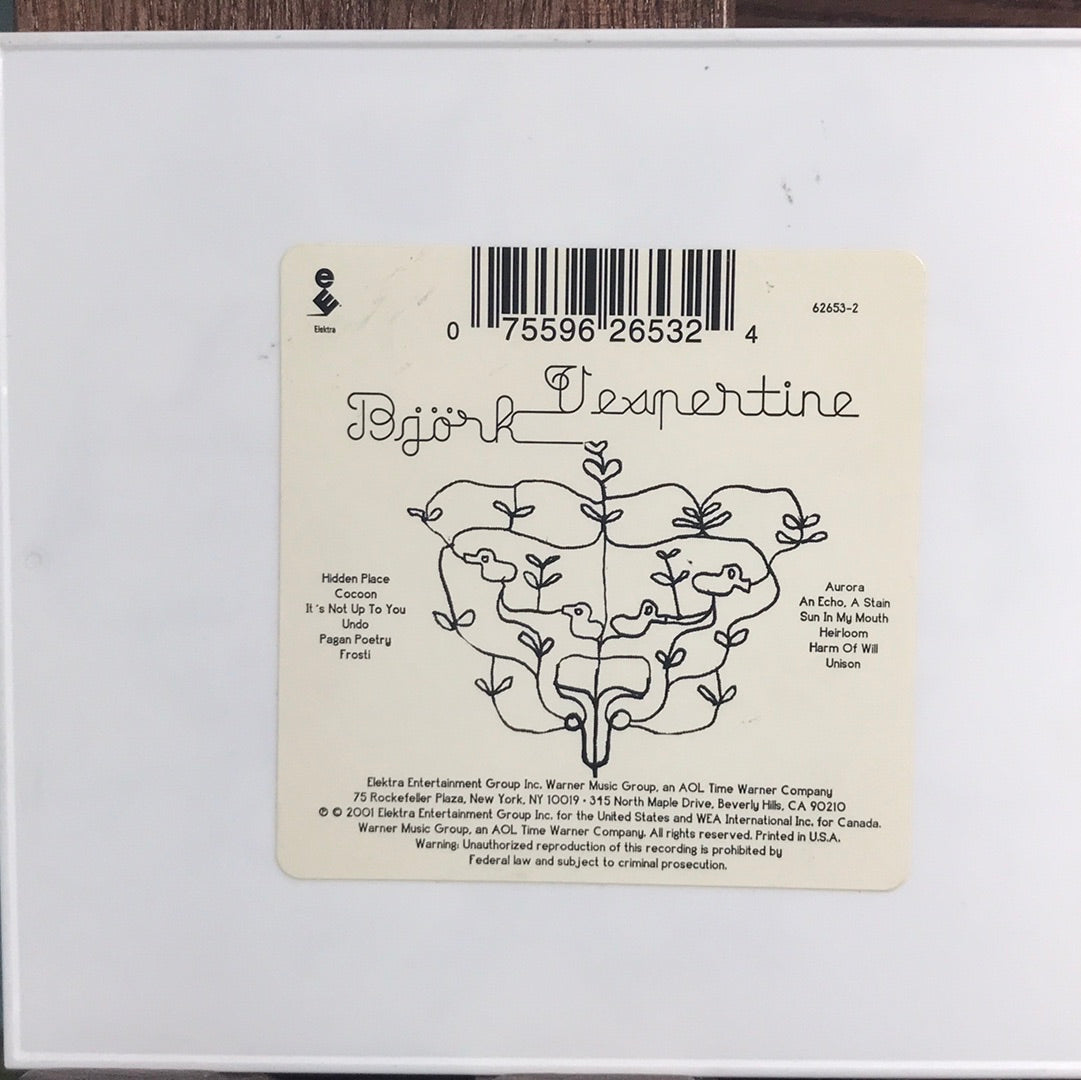 e
Elektra
62653-2
0 75596 26532 4
Björk Vespertine
Hidden Place
Cocoon
It's Not Up To You
Undo
Pagan Poetry
Frosti
Aurora
An Echo, A Stain
Sun In My Mouth
Heirloom
Harm Of Will
Unison
Elektra Entertainment Group Inc. Warner Music Group, an AOL Time Warner Company
75 Rockefeller Plaza, New York, NY 10019 • 345 North Maple Drive, Beverly Hills, CA 90210
℗ © 2001 Elektra Entertainment Group Inc. for the United States and WEA International Inc. for Canada.
Warner Music Group, an AOL Time Warner Company. All rights reserved. Printed in U.S.A.
Warning: Unauthorized reproduction of this recording is prohibited by
Federal law and subject to criminal prosecution.